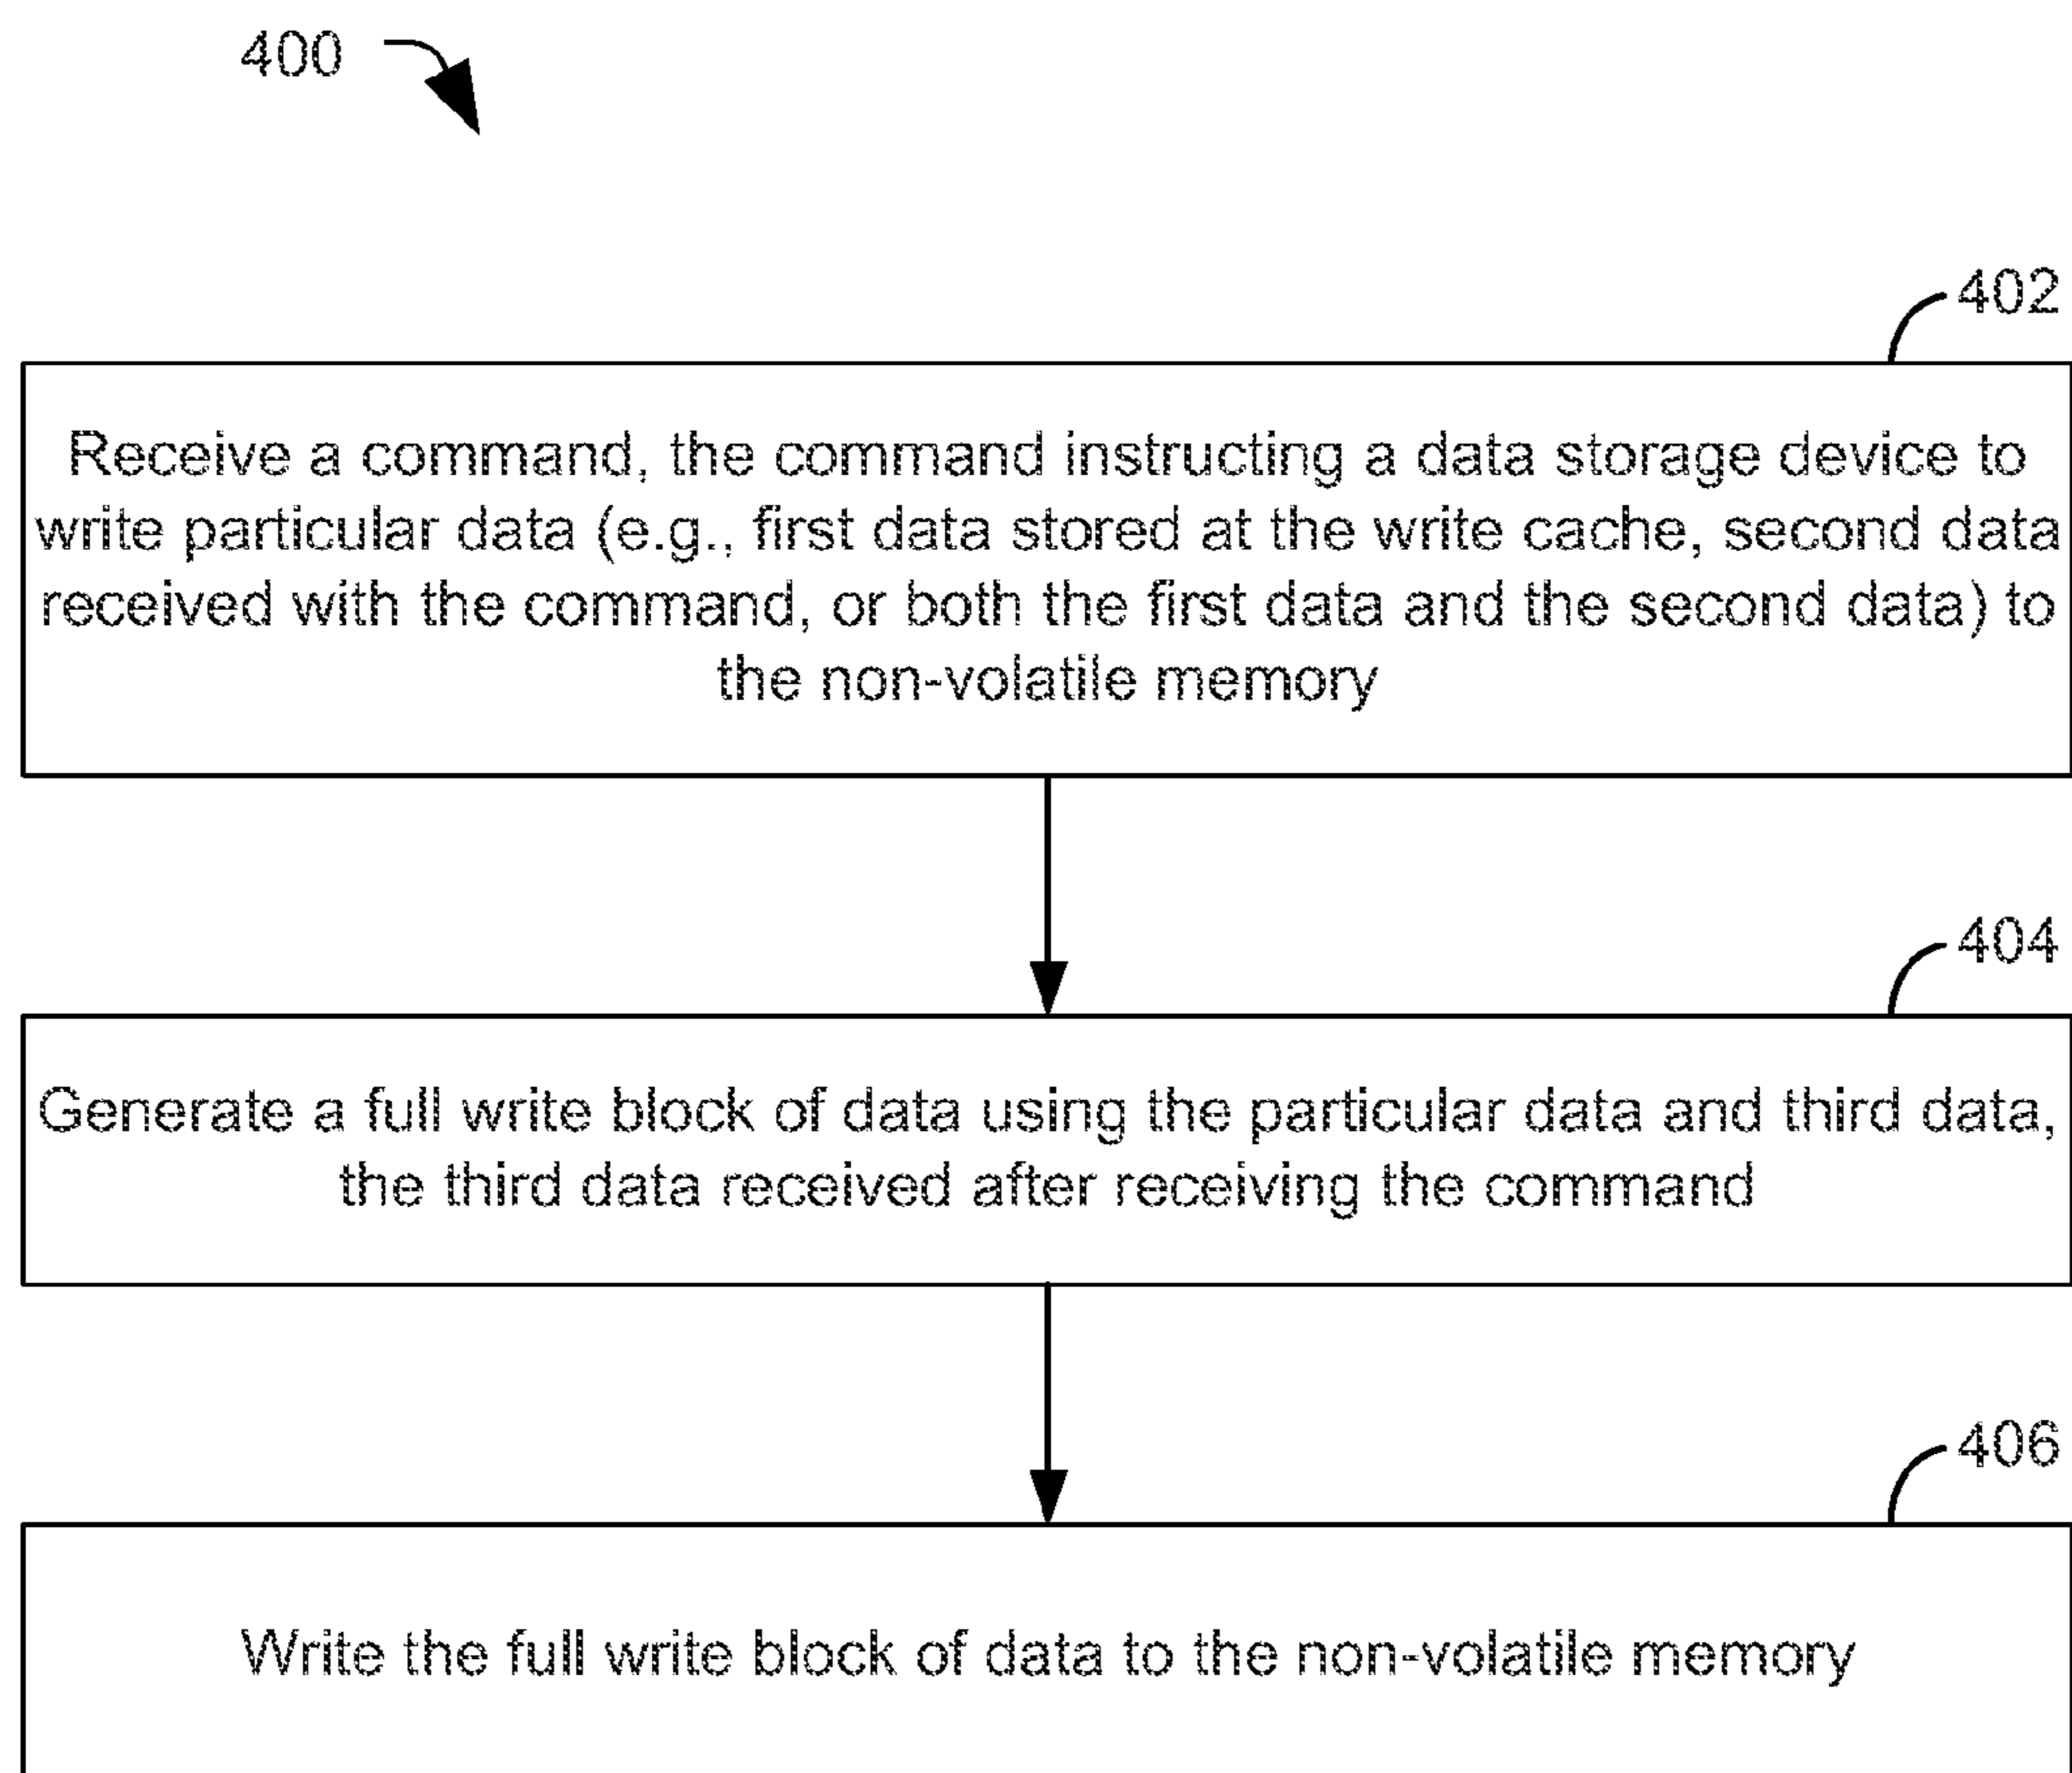 400
402
Receive a command, the command instructing a data storage device to
write particular data (e.g., first data stored at the write cache, second data
received with the command, or both the first data and the second data) to
the non-volatile memory
404
Generate a full write block of data using the particular data and third data,
the third data received after receiving the command
406
Write the full write block of data to the non-volatile memory